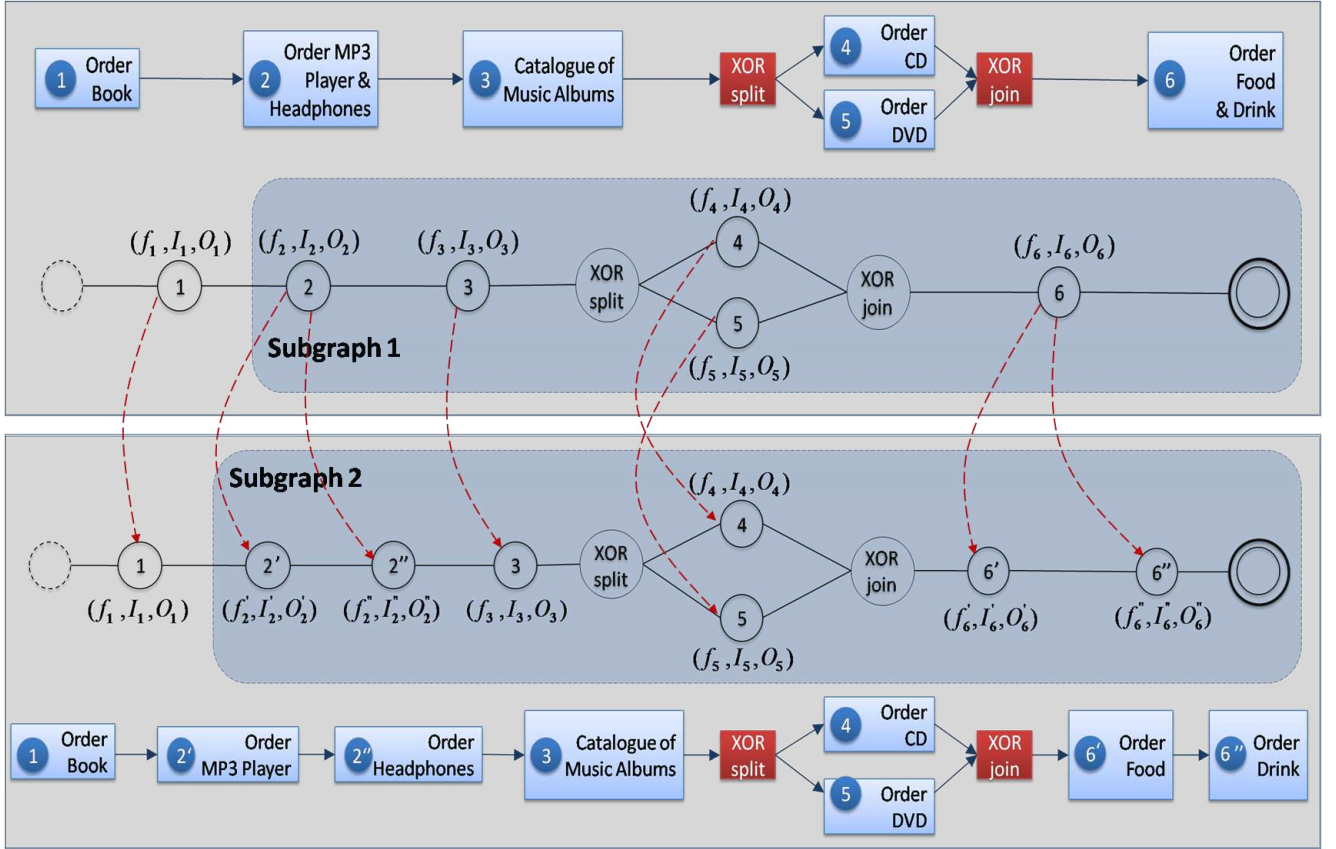 1 Order Book
2 Order MP3 Player & Headphones
3 Catalogue of Music Albums
XOR split
4 Order CD
5 Order DVD
XOR join
6 Order Food & Drink
(f₁,I₁,O₁)
(f₂,I₂,O₂)
(f₃,I₃,O₃)
(f₄,I₄,O₄)
(f₆,I₆,O₆)
1
2
3
XOR split
4
5
XOR join
6
Subgraph 1
(f₅,I₅,O₅)
Subgraph 2
(f₄,I₄,O₄)
1
2'
2"
3
XOR split
4
5
XOR join
6'
6"
(f₁,I₁,O₁)
(f₂',I₂',O₂')
(f₂",I₂",O₂")
(f₃,I₃,O₃)
(f₆',I₆',O₆')
(f₆",I₆",O₆")
(f₅,I₅,O₅)
1 Order Book
2' Order MP3 Player
2" Order Headphones
3 Catalogue of Music Albums
XOR split
4 Order CD
5 Order DVD
XOR join
6' Order Food
6" Order Drink